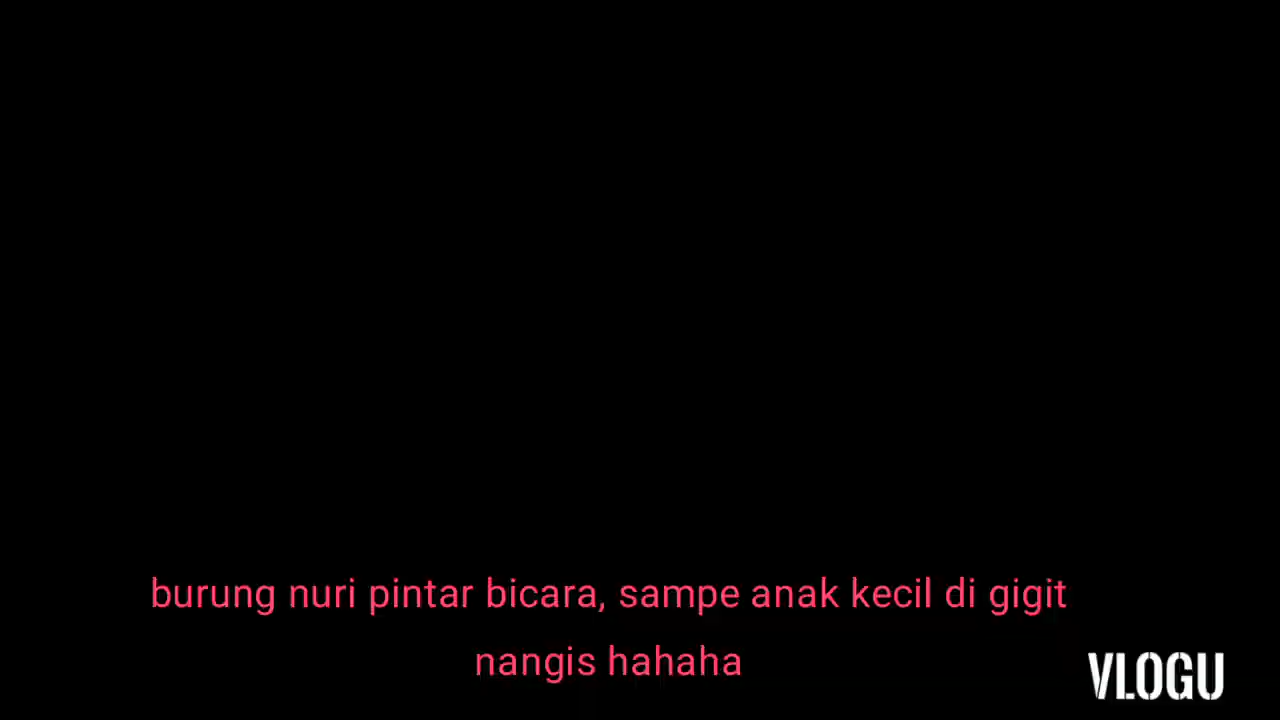 burung nuri pintar bicara, sampe anak kecil di gigit
nangis hahaha
VLOGU